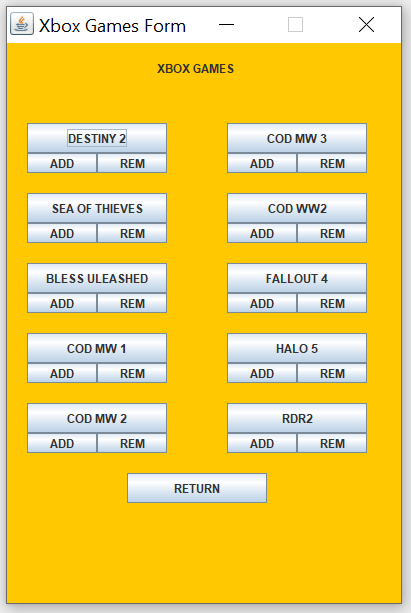 Xbox Games Form
XBOX GAMES
DESTINY 2 COD MW 3
ADD REM ADD REM
SEA OF THIEVES COD WW2
ADD REM ADD REM
BLESS ULEASHED FALLOUT 4
ADD REM ADD REM
COD MW 1 HALO 5
ADD REM ADD REM
COD MW 2 RDR2
ADD REM ADD REM
RETURN